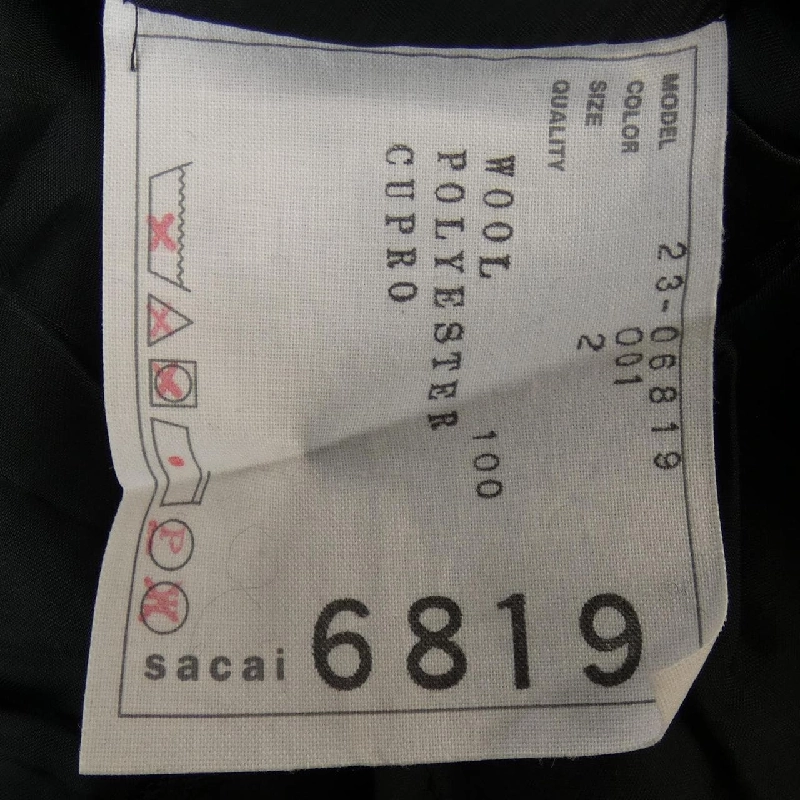 MODEL 23-06819
COLOR 001
SIZE 2
QUALITY
WOOL 100
POLYESTER
CUPRO
P
W
sacai 6819